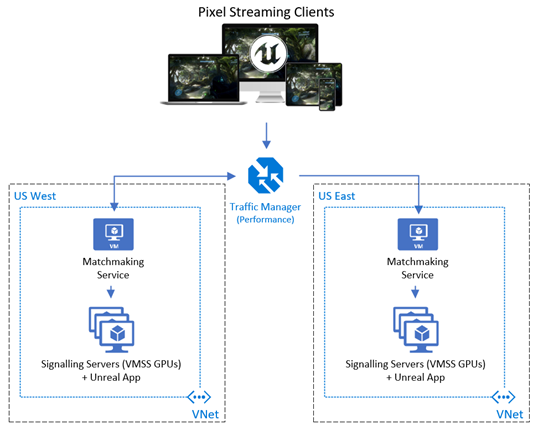 Pixel Streaming Clients
Traffic Manager
(Performance)
US West
VM
Matchmaking
Service
Signalling Servers (VMSS GPUs)
+ Unreal App
VNet
US East
VM
Matchmaking
Service
Signalling Servers (VMSS GPUs)
+ Unreal App
VNet